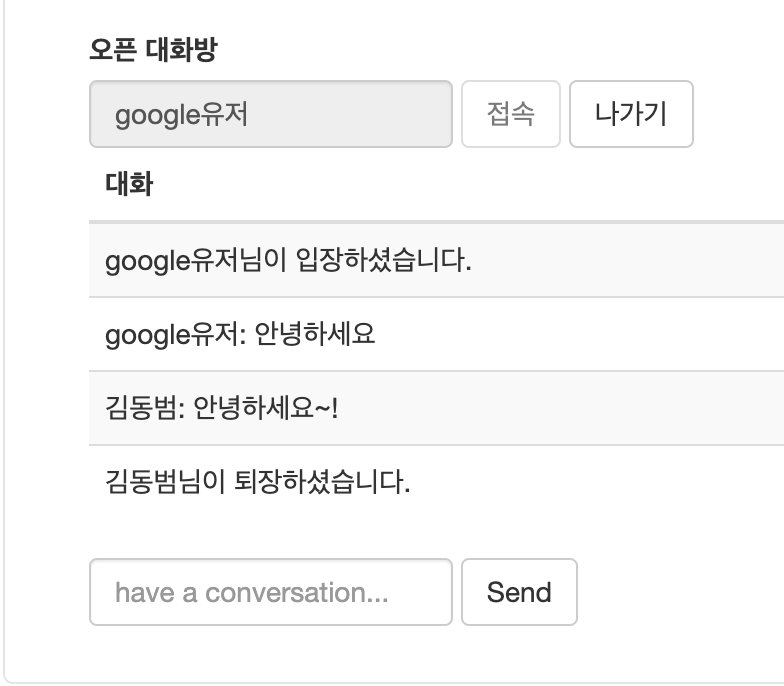 오픈 대화방
google유저 접속 나가기
대화
google유저님이 입장하셨습니다.
google유저: 안녕하세요
김동범: 안녕하세요~!
김동범님이 퇴장하셨습니다.
have a conversation... Send